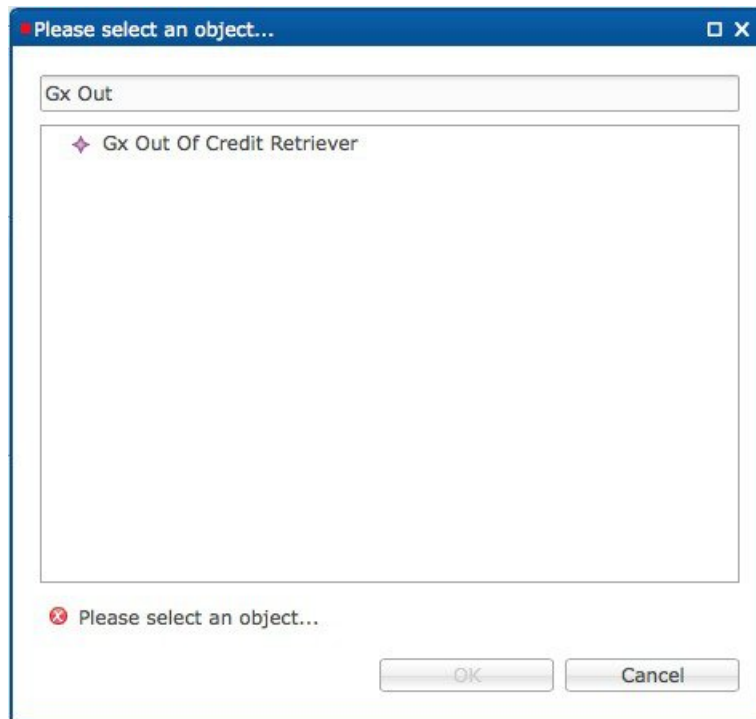 Please select an object...
Gx Out
Gx Out Of Credit Retriever
Please select an object...
OK Cancel